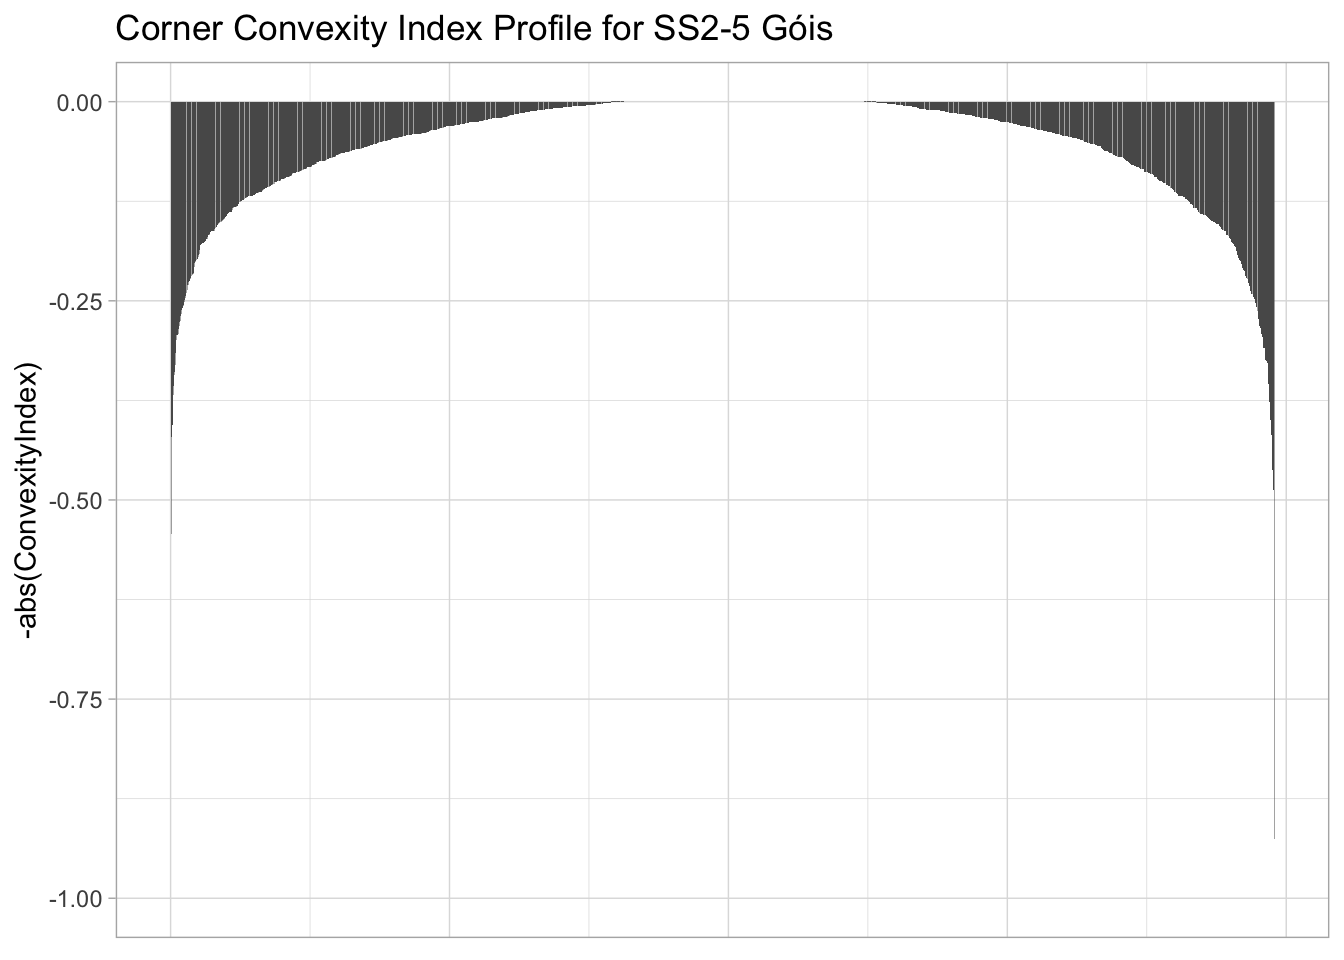 Corner Convexity Index Profile for SS2-5 Góis
0.00
-0.25
-0.50
-0.75
-1.00
-abs(ConvexityIndex)